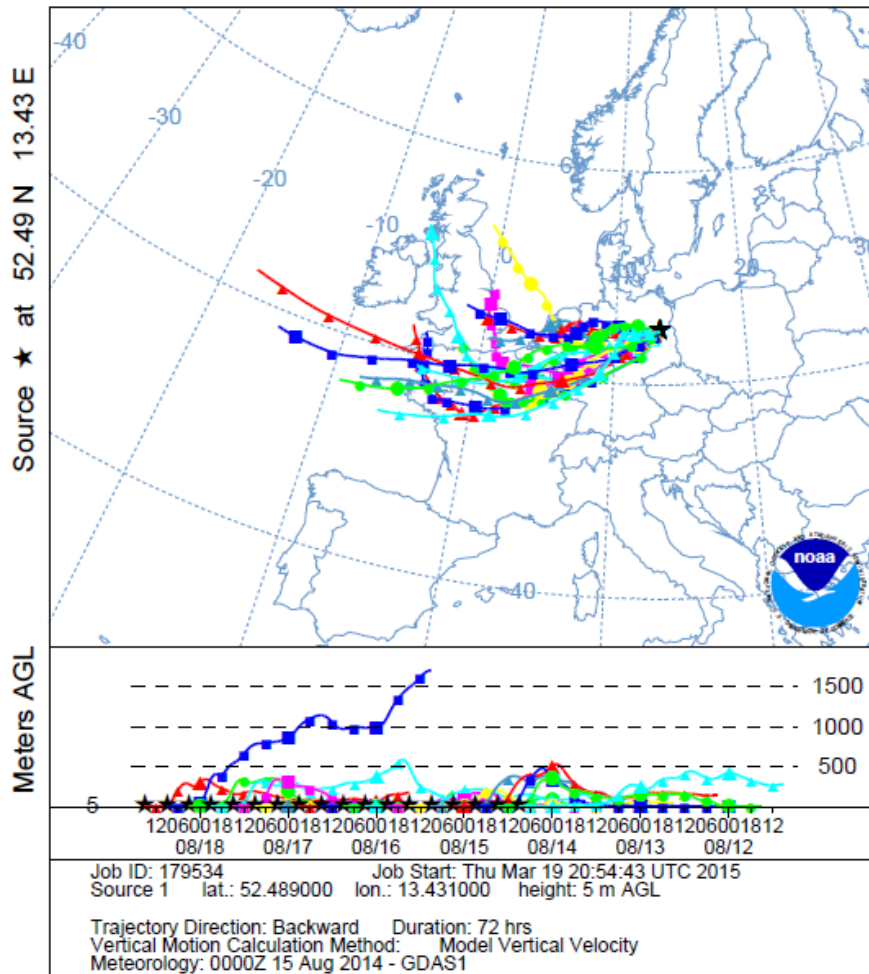 Source ★ at 52.49 N 13.43 E
-40
-30
-20
-10
0
10
20
30
60
40
noaa
Meters AGL
1500
1000
500
5
12 06 00 18 12 06 00 18 12 06 00 18 12 06 00 18 12 06 00 18 12 06 00 18 12 06 00 18 12
08/18 08/17 08/16 08/15 08/14 08/13 08/12
Job ID: 179534 Job Start: Thu Mar 19 20:54:43 UTC 2015
Source 1 lat.: 52.489000 lon.: 13.431000 height: 5 m AGL
Trajectory Direction: Backward Duration: 72 hrs
Vertical Motion Calculation Method: Model Vertical Velocity
Meteorology: 0000Z 15 Aug 2014 - GDAS1